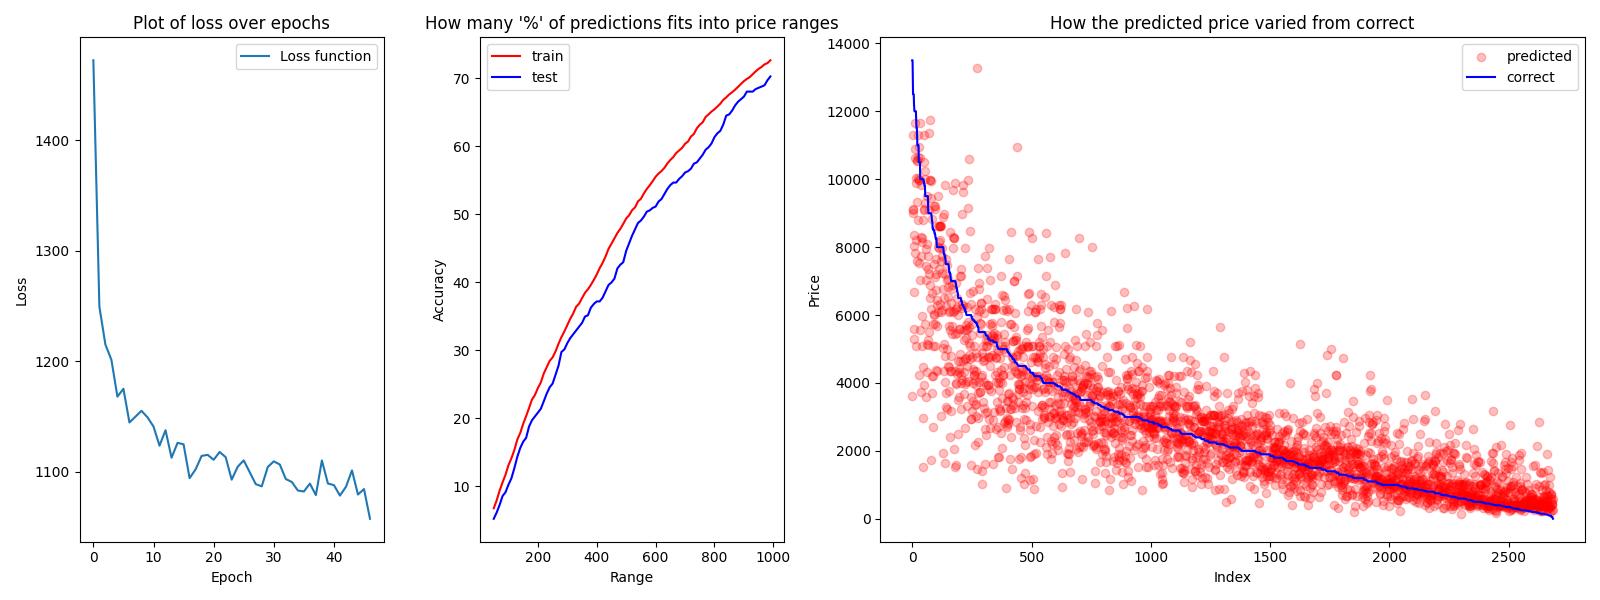 Plot of loss over epochs
Loss function
1400
1300
1200
1100
0 10 20 30 40
Loss
Epoch
How many '%' of predictions fits into price ranges
train
test
70
60
50
40
30
20
10
200 400 600 800 1000
Accuracy
Range
How the predicted price varied from correct
predicted
correct
14000
12000
10000
8000
6000
4000
2000
0
0 500 1000 1500 2000 2500
Price
Index